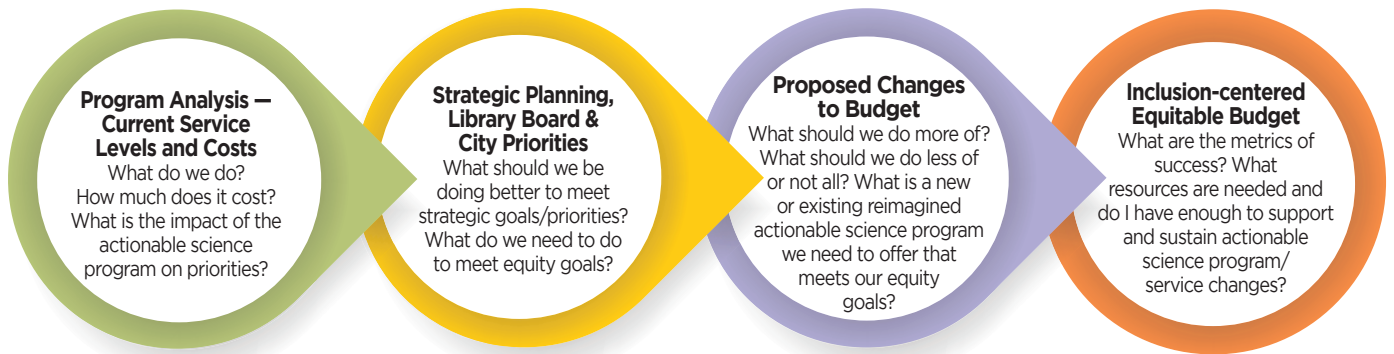 Program Analysis —
Current Service
Levels and Costs
What do we do?
How much does it cost?
What is the impact of the
actionable science
program on priorities?
Strategic Planning,
Library Board &
City Priorities
What should we be
doing better to meet
strategic goals/priorities?
What do we need to do
to meet equity goals?
Proposed Changes
to Budget
What should we do more of?
What should we do less of
or not all? What is a new
or existing reimagined
actionable science program
we need to offer that
meets our equity
goals?
Inclusion-centered
Equitable Budget
What are the metrics of
success? What
resources are needed and
do I have enough to support
and sustain actionable
science program/
service changes?